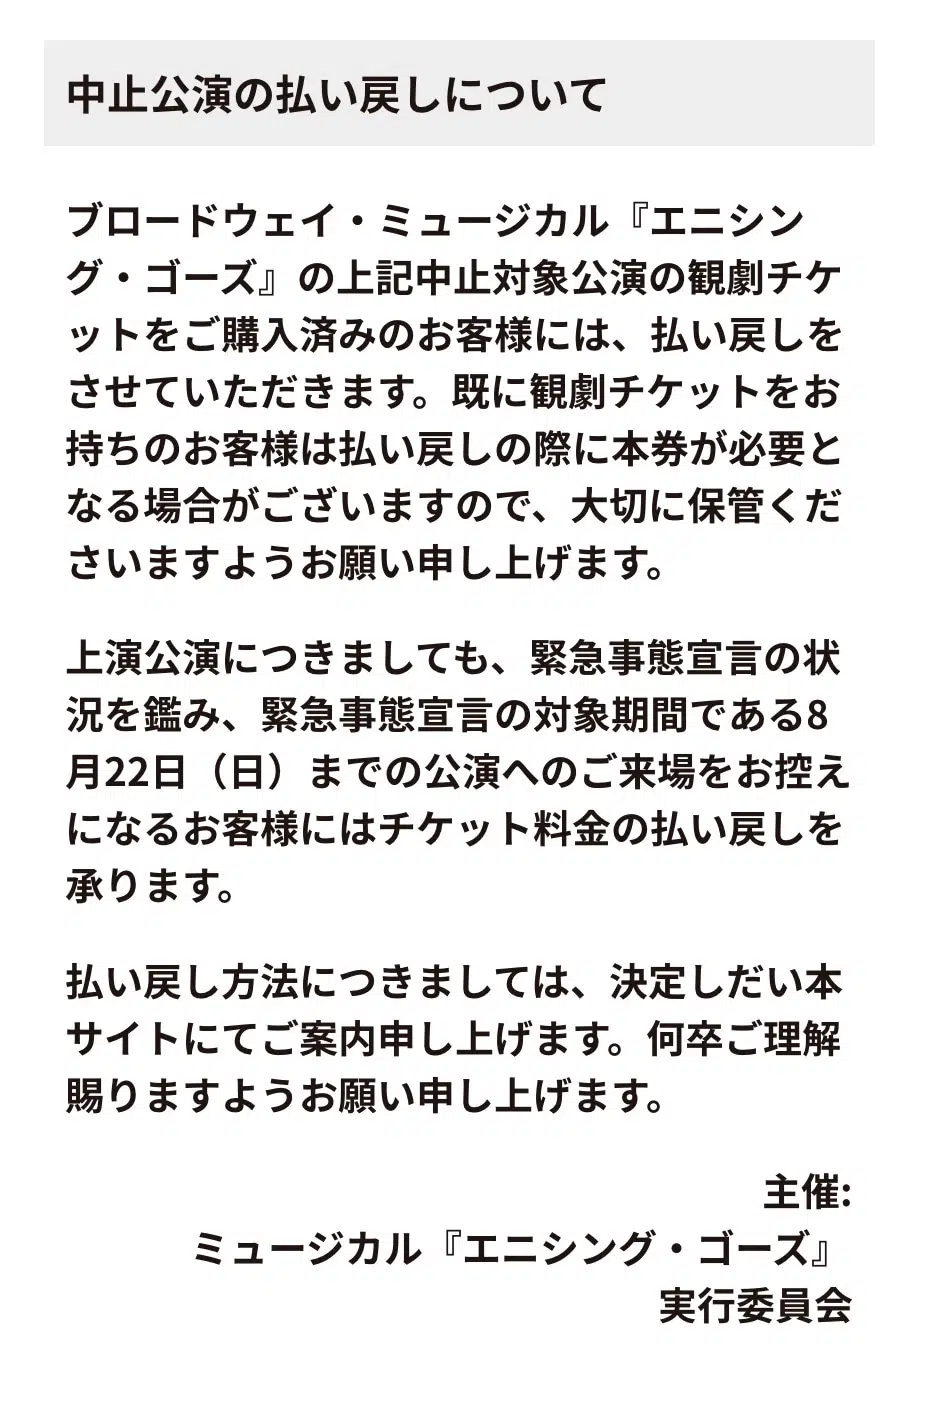 中止公演の払い戻しについて
ブロードウェイ・ミュージカル『エニシン
グ・ゴーズ』の上記中止対象公演の観劇チケ
ットをご購入済みのお客様には、払い戻しを
させていただきます。既に観劇チケットをお
持ちのお客様は払い戻しの際に本券が必要と
なる場合がございますので、大切に保管くだ
さいますようお願い申し上げます。
上演公演につきましても、緊急事態宣言の状
況を鑑み、緊急事態宣言の対象期間である8
月22日（日）までの公演へのご来場をお控え
になるお客様にはチケット料金の払い戻しを
承ります。
払い戻し方法につきましては、決定しだい本
サイトにてご案内申し上げます。何卒ご理解
賜りますようお願い申し上げます。
主催:
ミュージカル『エニシング・ゴーズ』
実行委員会